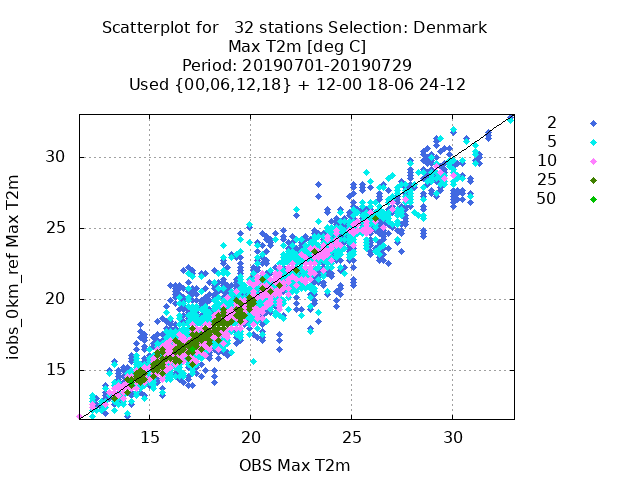 Scatterplot for   32 stations Selection: Denmark
Max T2m [deg C]
Period: 20190701-20190729
Used {00,06,12,18} + 12-00 18-06 24-12
2
5
10
25
50
30
25
20
15
iobs_0km_ref Max T2m
15 20 25 30
OBS Max T2m